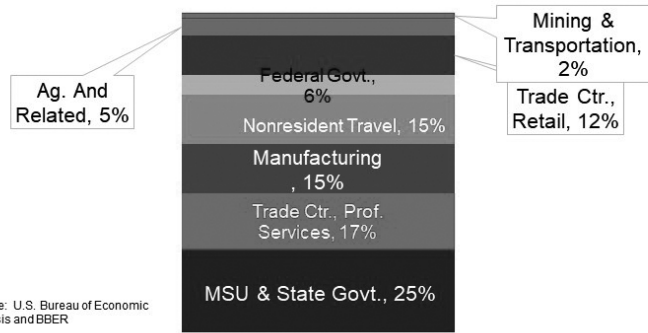 Mining &
Transportation,
2%
Ag. And
Related, 5%
Trade Ctr.,
Retail, 12%
Federal Govt.,
6%
Nonresident Travel, 15%
Manufacturing
, 15%
Trade Ctr., Prof.
Services, 17%
MSU & State Govt., 25%
e: U.S. Bureau of Economic
sis and BBER